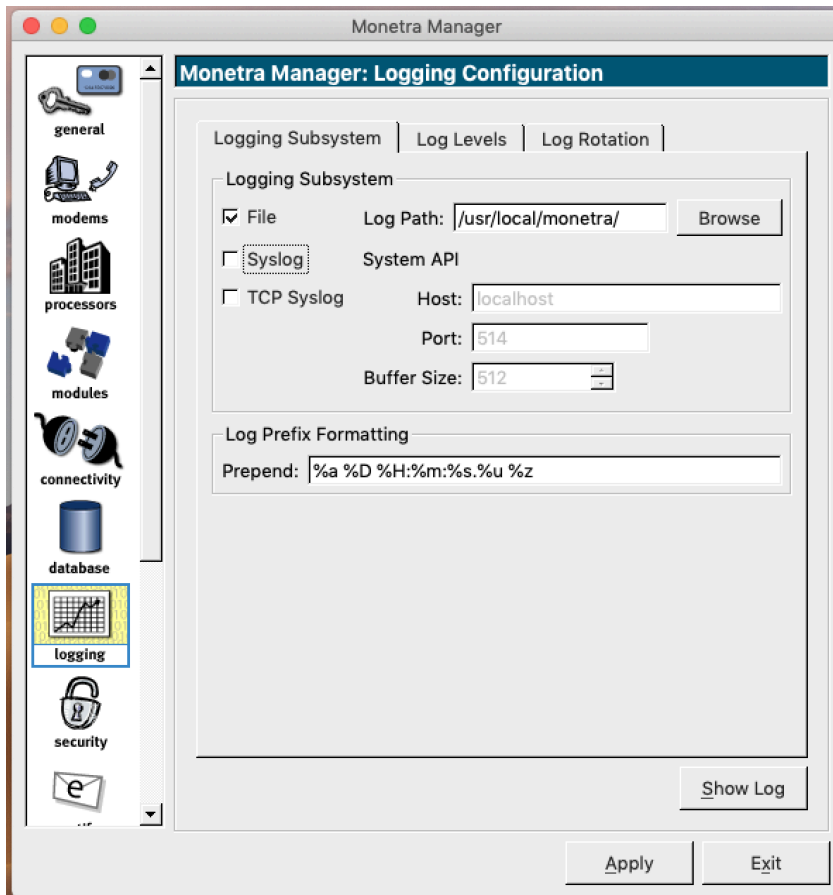 Monetra Manager
general
modems
processors
modules
connectivity
database
logging
security
Monetra Manager: Logging Configuration
Logging Subsystem Log Levels Log Rotation
Logging Subsystem
File Log Path: /usr/local/monetra/ Browse
Syslog System API
TCP Syslog Host: localhost
Port: 514
Buffer Size: 512
Log Prefix Formatting
Prepend: %a %D %H:%m:%s.%u %z
Show Log
Apply Exit